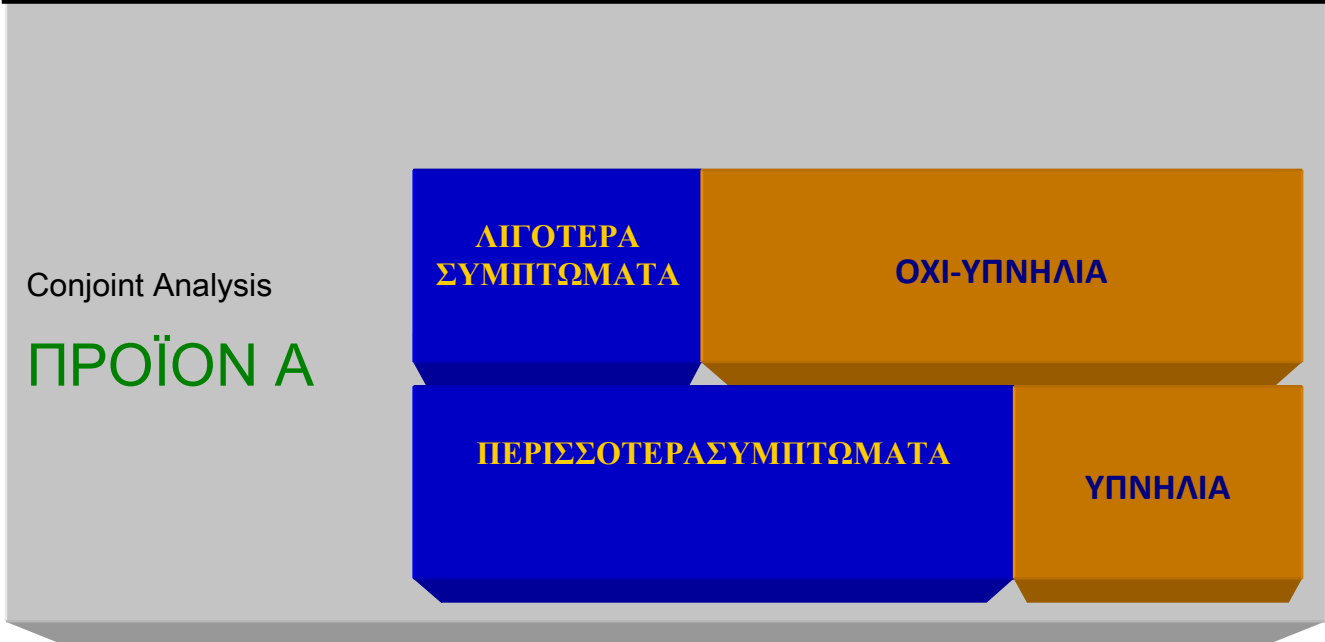 Conjoint Analysis
ΠΡΟΪΟΝ Α
ΛΙΓΟΤΕΡΑ
ΣΥΜΠΤΩΜΑΤΑ
ΟΧΙ-ΥΠΝΗΛΙΑ
ΠΕΡΙΣΣΟΤΕΡΑΣΥΜΠΤΩΜΑΤΑ
ΥΠΝΗΛΙΑ